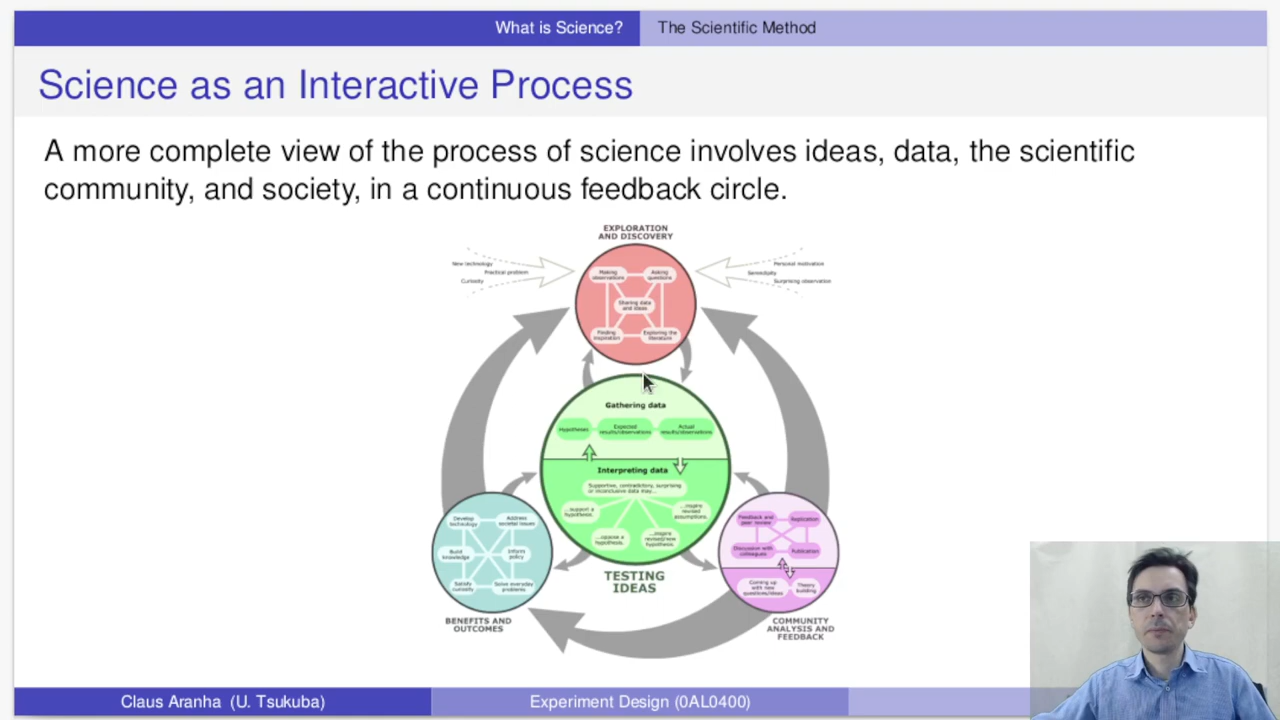 What is Science?
The Scientific Method
Science as an Interactive Process
A more complete view of the process of science involves ideas, data, the scientific
community, and society, in a continuous feedback circle.
EXPLORATION
AND DISCOVERY
New technology
Practical problem
Curiosity
Personal motivation
Serendipity
Surprising observation
Making
observations
Asking
questions
Sharing data
and ideas
Finding
inspiration
Exploring the
literature
Gathering data
Hypotheses
Expected
results/observations
Actual
results/observations
Interpreting data
Supportive, contradictory, surprising
or inconclusive data may...
...support a
hypothesis.
...inspire
revised
assumptions.
...oppose a
hypothesis.
...inspire
revised/new
hypothesis.
TESTING
IDEAS
Develop
technology
Address
societal issues
Build
knowledge
Inform
policy
Satisfy
curiosity
Solve everyday
problems
BENEFITS AND
OUTCOMES
Feedback and
peer review
Replication
Discussion with
colleagues
Publication
Coming up
with new
questions/ideas
Theory
building
COMMUNITY
ANALYSIS AND
FEEDBACK
Claus Aranha (U. Tsukuba)
Experiment Design (0AL0400)